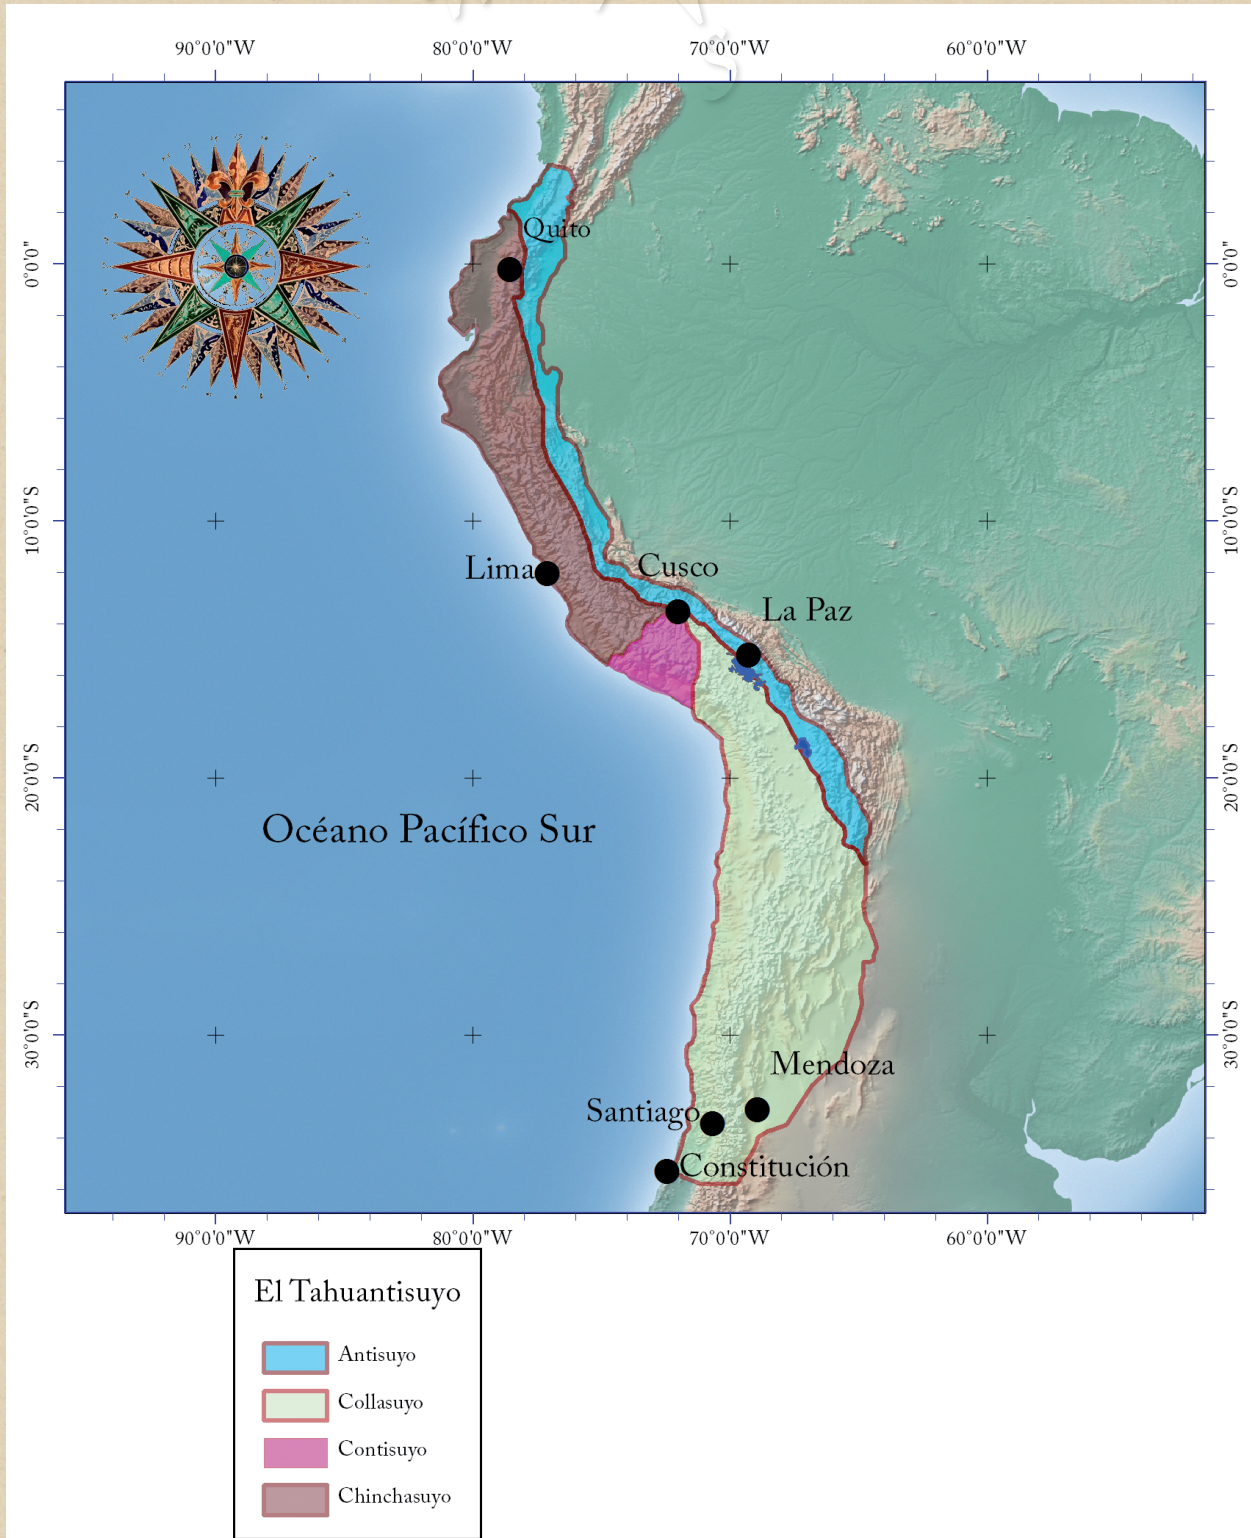 90°0'0"W 80°0'0"W 70°0'0"W 60°0'0"W
0°0'0" 0°0'0"
10°0'0"S 10°0'0"S
20°0'0"S 20°0'0"S
30°0'0"S 30°0'0"S
Quito
Lima
Cusco
La Paz
Océano Pacífico Sur
Mendoza
Santiago
Constitución
90°0'0"W 80°0'0"W 70°0'0"W 60°0'0"W
El Tahuantisuyo
Antisuyo
Collasuyo
Contisuyo
Chinchasuyo